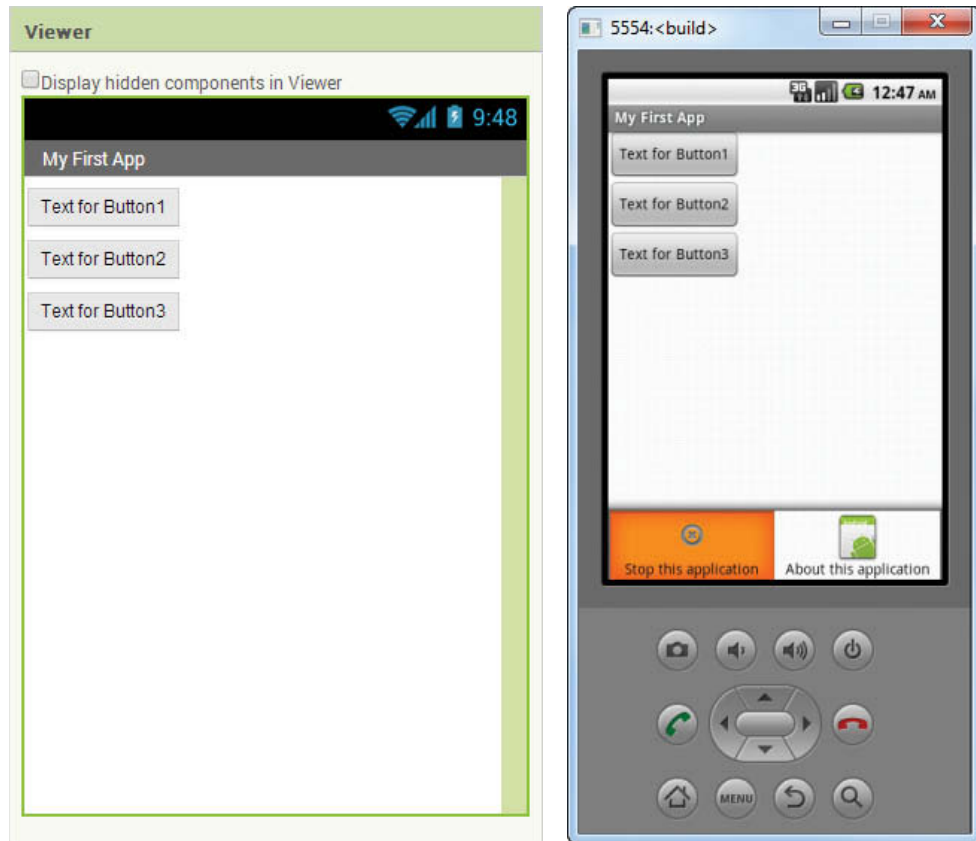 Viewer
Display hidden components in Viewer
9:48
My First App
Text for Button1
Text for Button2
Text for Button3
5554:<build>
3G 12:47 AM
My First App
Text for Button1
Text for Button2
Text for Button3
Stop this application
About this application
MENU